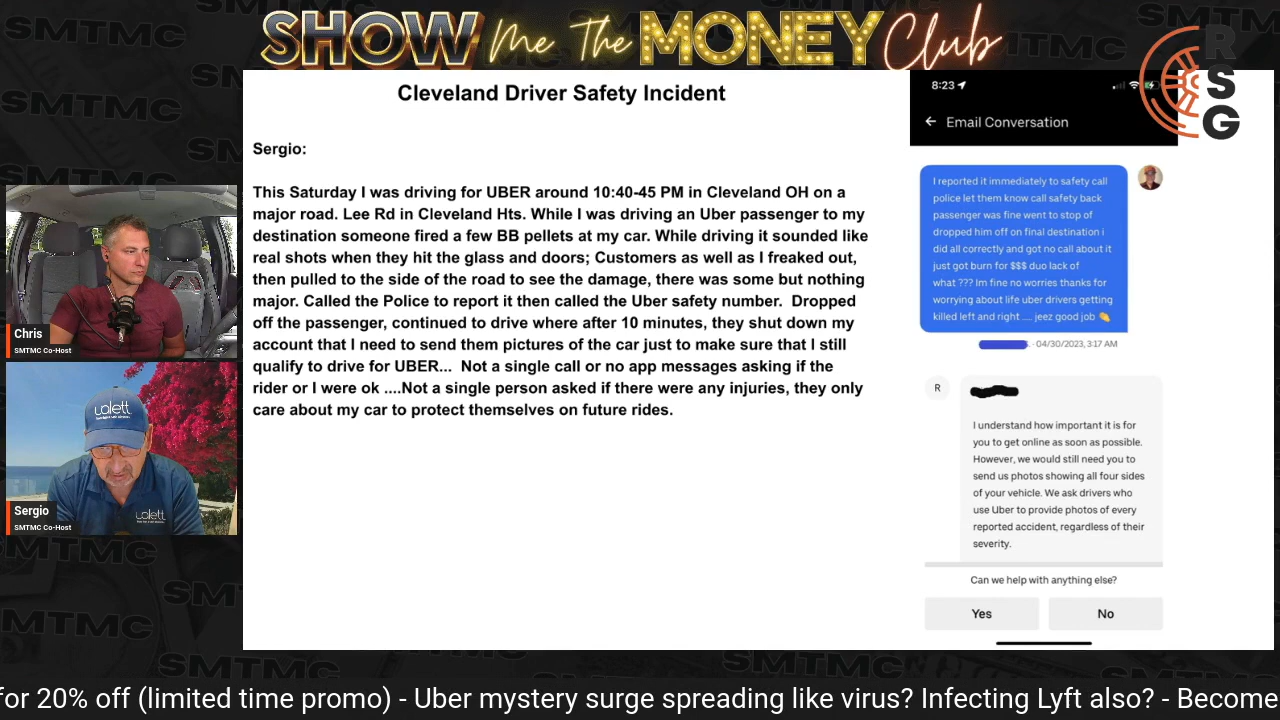 SHOW Me The MONEY Club
RSG
Cleveland Driver Safety Incident
Sergio:
This Saturday I was driving for UBER around 10:40-45 PM in Cleveland OH on a
major road. Lee Rd in Cleveland Hts. While I was driving an Uber passenger to my
destination someone fired a few BB pellets at my car. While driving it sounded like
real shots when they hit the glass and doors; Customers as well as I freaked out,
then pulled to the side of the road to see the damage, there was some but nothing
major. Called the Police to report it then called the Uber safety number.  Dropped
off the passenger, continued to drive where after 10 minutes, they shut down my
account that I need to send them pictures of the car just to make sure that I still
qualify to drive for UBER...  Not a single call or no app messages asking if the
rider or I were ok ....Not a single person asked if there were any injuries, they only
care about my car to protect themselves on future rides.
8:23
Email Conversation
I reported it immediately to safety call
police let them know call safety back
passenger was fine went to stop of
dropped him off on final destination i
did all correctly and got no call about it
just got burn for $$$ duo lack of
what ??? Im fine no worries thanks for
worrying about life uber drivers getting
killed left and right .... jeez good job 👏
· 04/30/2023, 3:17 AM
R
I understand how important it is for
you to get online as soon as possible.
However, we would still need you to
send us photos showing all four sides
of your vehicle. We ask drivers who
use Uber to provide photos of every
reported accident, regardless of their
severity.
Can we help with anything else?
Yes
No
Chris
SMTMC Co-Host
ualett
ualett
Sergio
SMTMC Co-Host
SMTMC
SMTMC
SMTMC
SMTMC
SMTMC
SMTMC
SMTMC
for 20% off (limited time promo) - Uber mystery surge spreading like virus? Infecting Lyft also? - Become